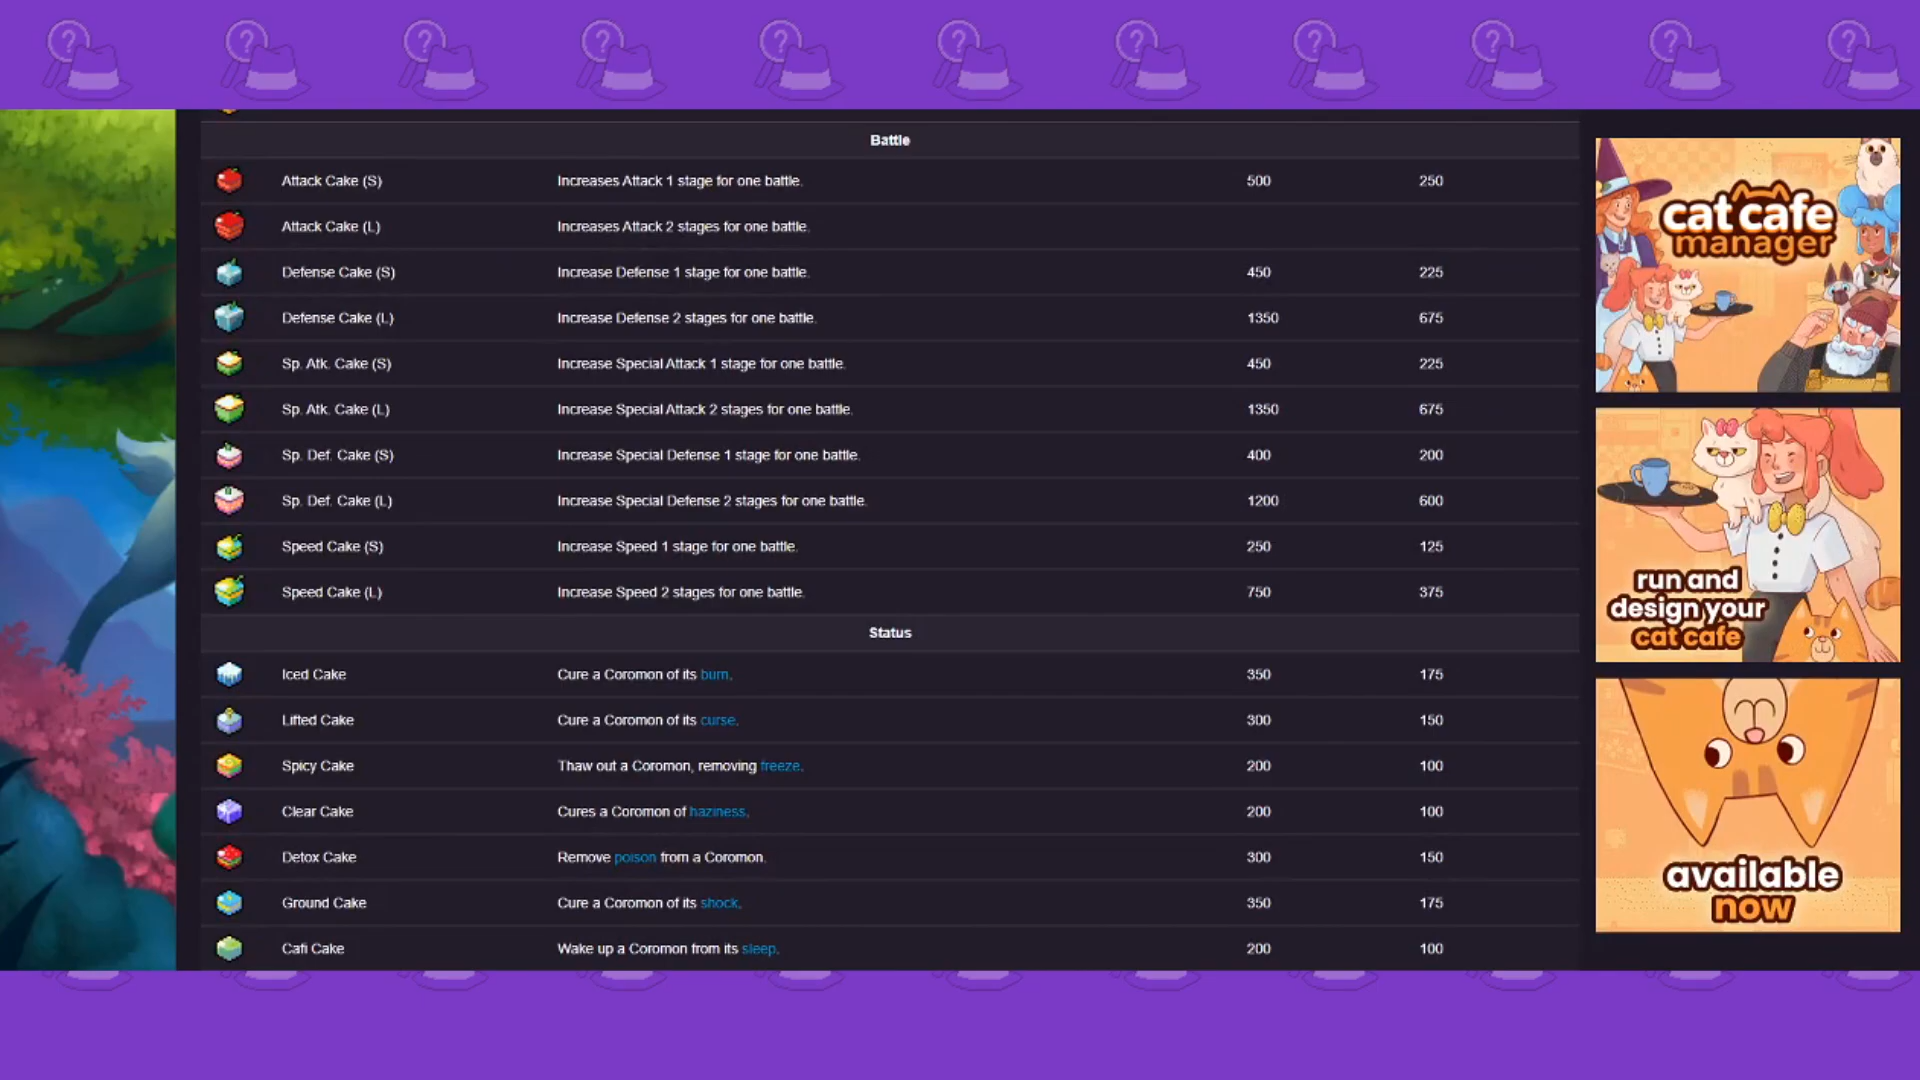 Battle
Attack Cake (S) Increases Attack 1 stage for one battle. 500 250
Attack Cake (L) Increases Attack 2 stages for one battle.
Defense Cake (S) Increase Defense 1 stage for one battle. 450 225
Defense Cake (L) Increase Defense 2 stages for one battle. 1350 675
Sp. Atk. Cake (S) Increase Special Attack 1 stage for one battle. 450 225
Sp. Atk. Cake (L) Increase Special Attack 2 stages for one battle. 1350 675
Sp. Def. Cake (S) Increase Special Defense 1 stage for one battle. 400 200
Sp. Def. Cake (L) Increase Special Defense 2 stages for one battle. 1200 600
Speed Cake (S) Increase Speed 1 stage for one battle. 250 125
Speed Cake (L) Increase Speed 2 stages for one battle. 750 375
Status
Iced Cake Cure a Coromon of its burn. 350 175
Lifted Cake Cure a Coromon of its curse. 300 150
Spicy Cake Thaw out a Coromon, removing freeze. 200 100
Clear Cake Cures a Coromon of haziness. 200 100
Detox Cake Remove poison from a Coromon. 300 150
Ground Cake Cure a Coromon of its shock. 350 175
Cafi Cake Wake up a Coromon from its sleep. 200 100
cat cafe
manager
run and
design your
cat cafe
available
now